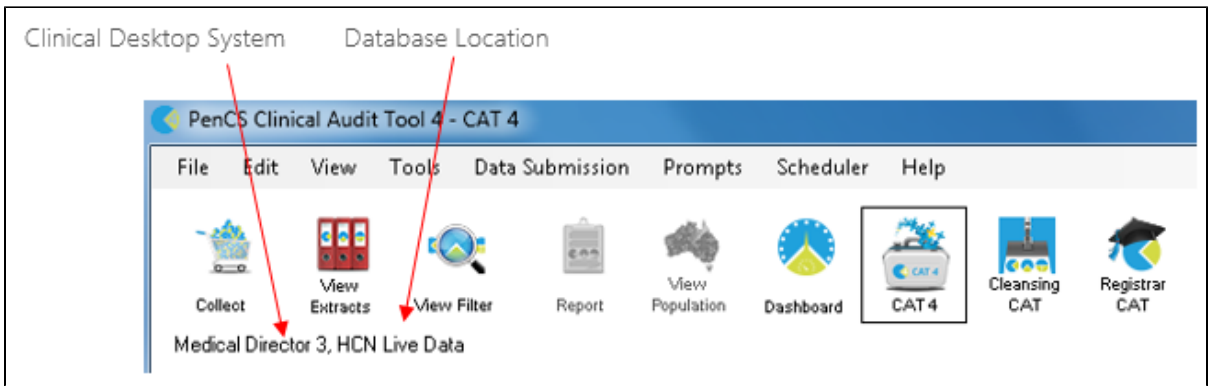 Clinical Desktop System Database Location
PenCS Clinical Audit Tool 4 - CAT 4
File Edit View Tools Data Submission Prompts Scheduler Help
CAT 4
Collect View Extracts View Filter Report View Population Dashboard CAT 4 Cleansing CAT Registrar CAT
Medical Director 3, HCN Live Data